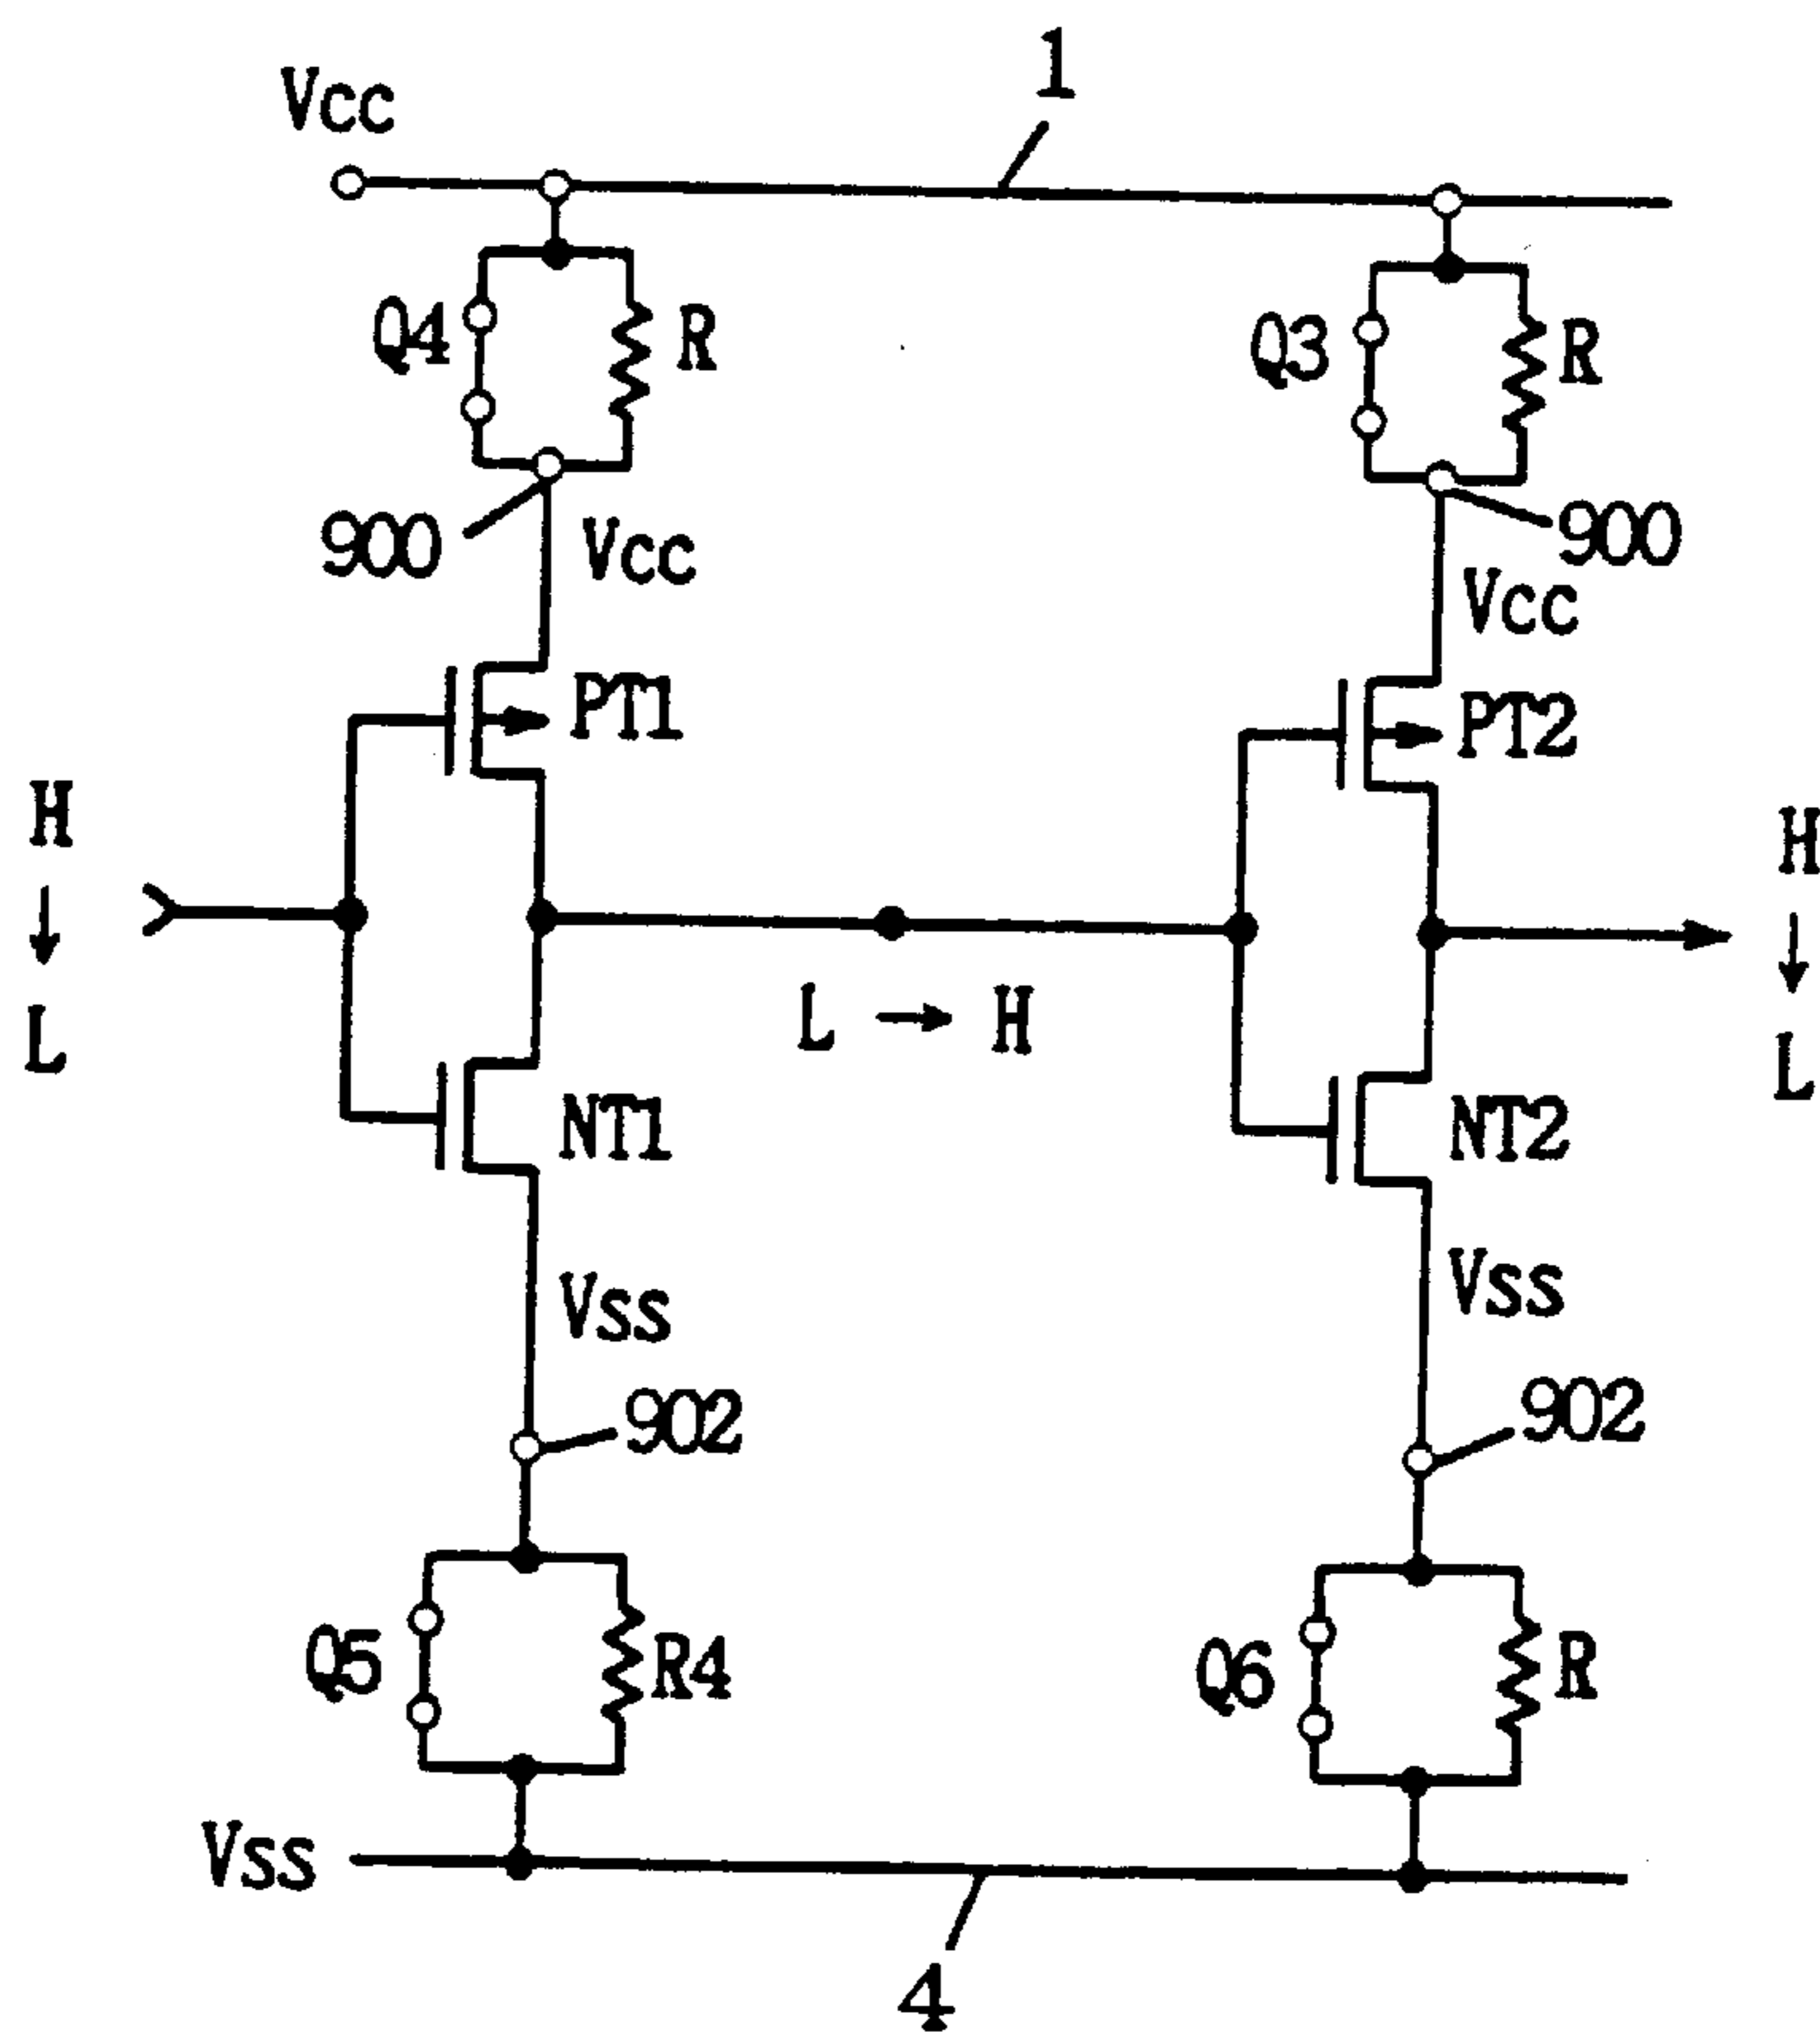 1
Vcc
Q4 R Q3 R
900 Vcc 900
Vcc
PT1 PT2
H H
L → H
L L
NT1 NT2
Vss Vss
902 902
Q5 R4 Q6 R
Vss
4